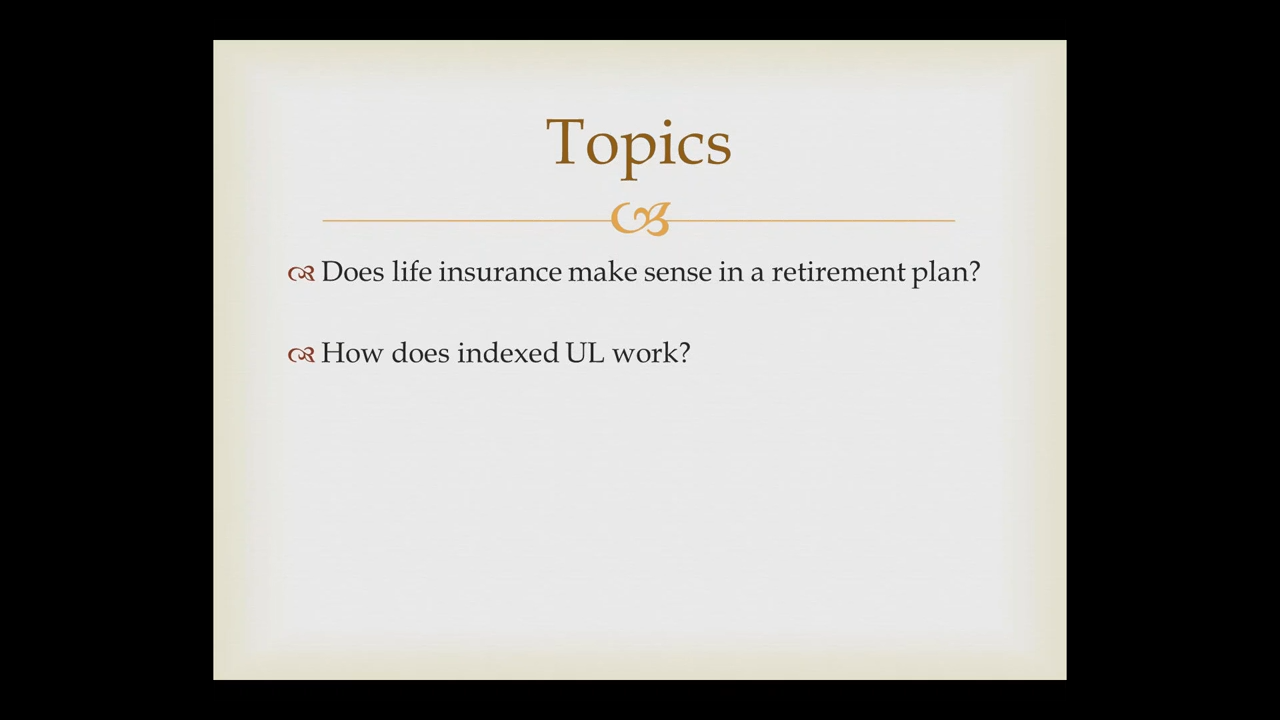 Topics
Does life insurance make sense in a retirement plan?
How does indexed UL work?